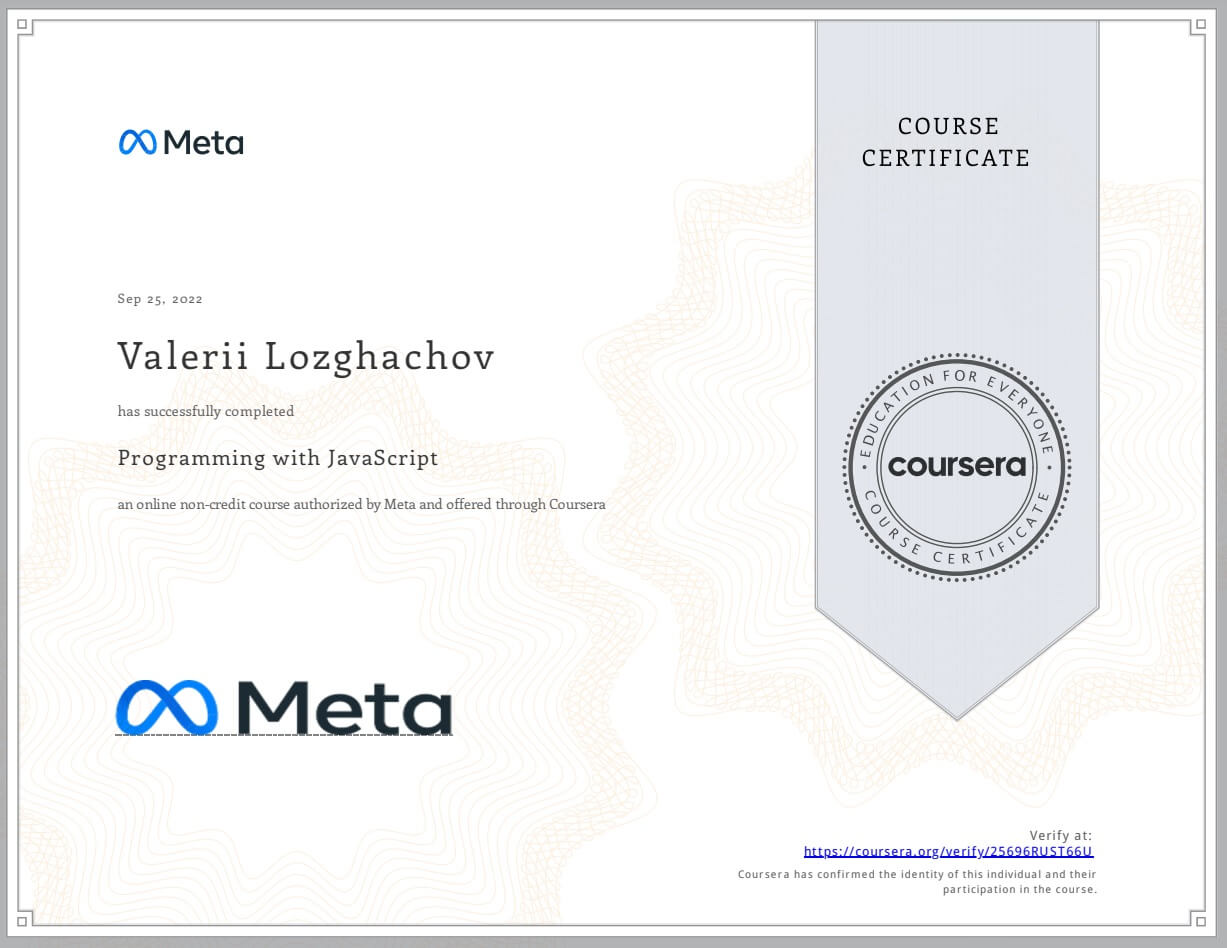 Meta
COURSE
CERTIFICATE
Sep 25, 2022
Valerii Lozghachov
has successfully completed
Programming with JavaScript
an online non-credit course authorized by Meta and offered through Coursera
EDUCATION FOR EVERYONE
coursera
COURSE CERTIFICATE
Meta
Verify at:
https://coursera.org/verify/25696RUST66U
Coursera has confirmed the identity of this individual and their
participation in the course.